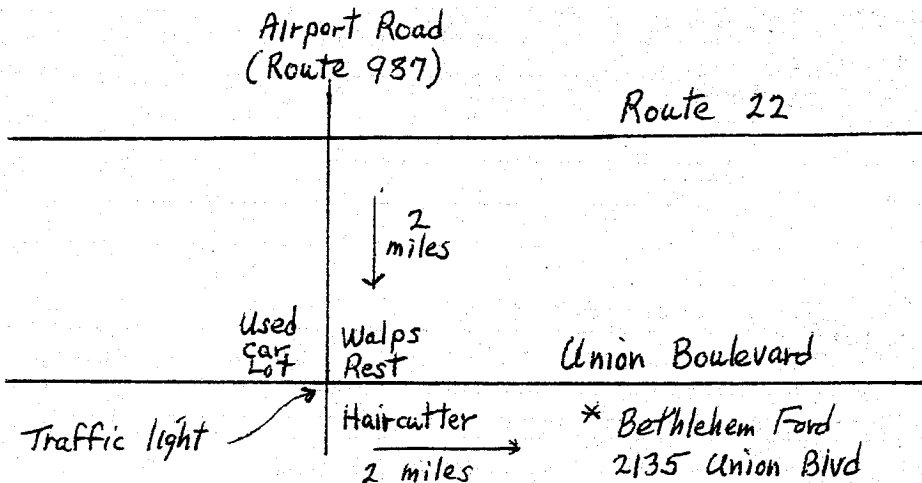 Airport Road
(Route 987)
Route 22
2
miles
Used
car
Lot
Walps
Rest
Union Boulevard
Traffic light
Haircutter
2 miles
* Bethlehem Ford
2135 Union Blvd